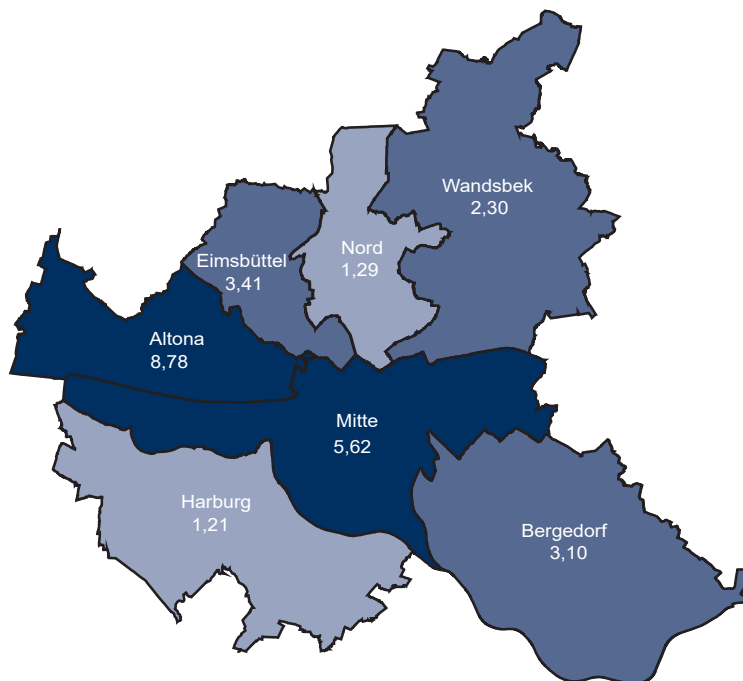 Wandsbek
2,30
Nord
1,29
Eimsbüttel
3,41
Altona
8,78
Mitte
5,62
Harburg
1,21
Bergedorf
3,10